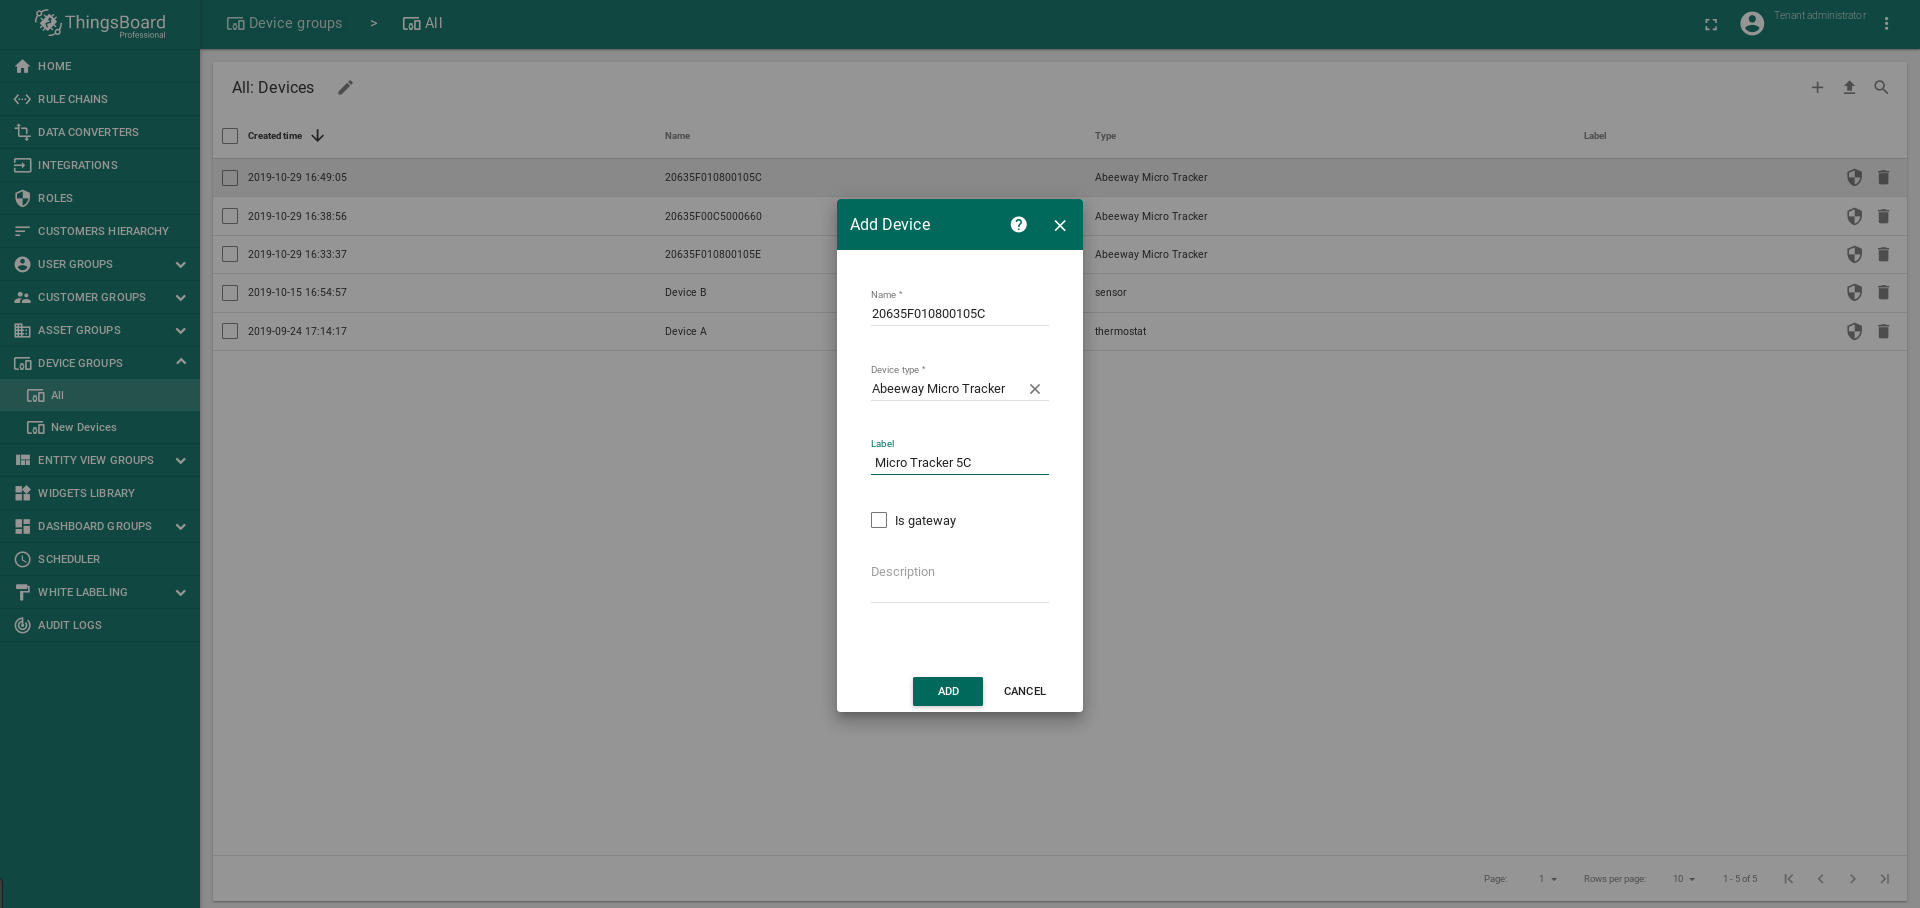 ThingsBoard
Professional
Device groups > All
Tenant administrator
HOME
RULE CHAINS
DATA CONVERTERS
INTEGRATIONS
ROLES
CUSTOMERS HIERARCHY
USER GROUPS
CUSTOMER GROUPS
ASSET GROUPS
DEVICE GROUPS
All
New Devices
ENTITY VIEW GROUPS
WIDGETS LIBRARY
DASHBOARD GROUPS
SCHEDULER
WHITE LABELING
AUDIT LOGS
All: Devices
Created time Name Type Label
2019-10-29 16:49:05 20635F010800105C Abeeway Micro Tracker
2019-10-29 16:38:56 20635F00C5000660 Abeeway Micro Tracker
2019-10-29 16:33:37 20635F010800105E Abeeway Micro Tracker
2019-10-15 16:54:57 Device B sensor
2019-09-24 17:14:17 Device A thermostat
Add Device
Name *
20635F010800105C
Device type *
Abeeway Micro Tracker
Label
Micro Tracker 5C
Is gateway
Description
ADD CANCEL
Page: 1 Rows per page: 10 1 - 5 of 5